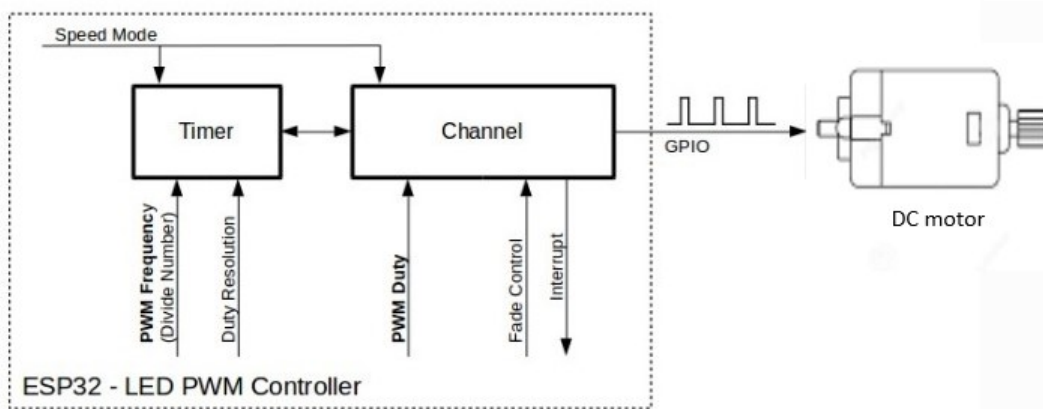 Speed Mode
Timer
Channel
GPIO
DC motor
PWM Frequency
(Divide Number)
Duty Resolution
PWM Duty
Fade Control
Interrupt
ESP32 - LED PWM Controller